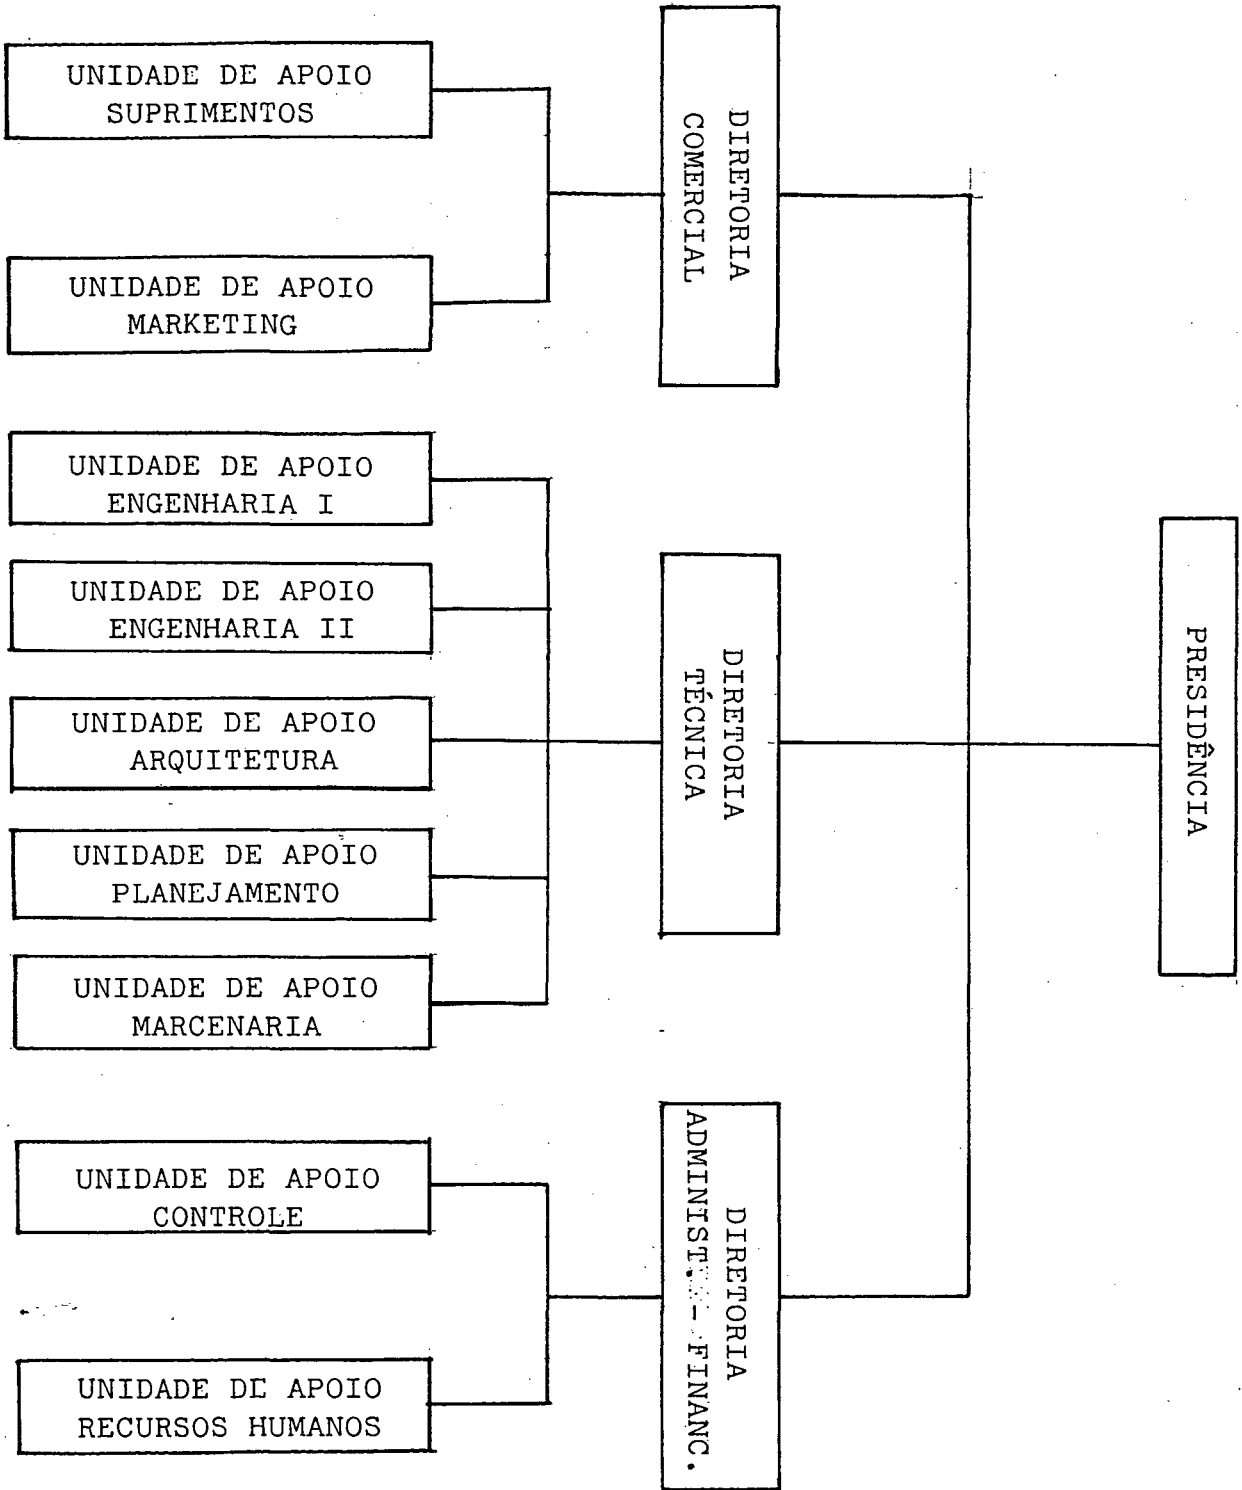 UNIDADE DE APOIO
SUPRIMENTOS
UNIDADE DE APOIO
MARKETING
UNIDADE DE APOIO
ENGENHARIA I
UNIDADE DE APOIO
ENGENHARIA II
UNIDADE DE APOIO
ARQUITETURA
UNIDADE DE APOIO
PLANEJAMENTO
UNIDADE DE APOIO
MARCENARIA
UNIDADE DE APOIO
CONTROLE
UNIDADE DE APOIO
RECURSOS HUMANOS
DIRETORIA
COMERCIAL
DIRETORIA
TÉCNICA
DIRETORIA
ADMINIST. - FINANC.
PRESIDÊNCIA